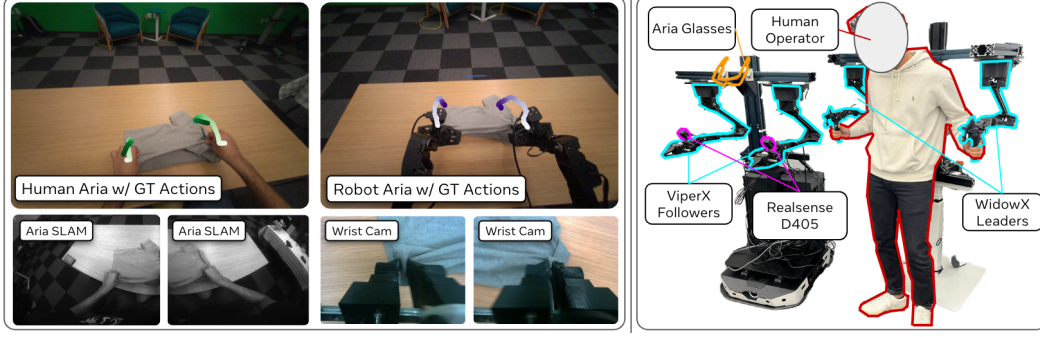 Human Aria w/ GT Actions
Robot Aria w/ GT Actions
Aria SLAM
Aria SLAM
Wrist Cam
Wrist Cam
Aria Glasses
Human
Operator
ViperX
Followers
Realsense
D405
WidowX
Leaders